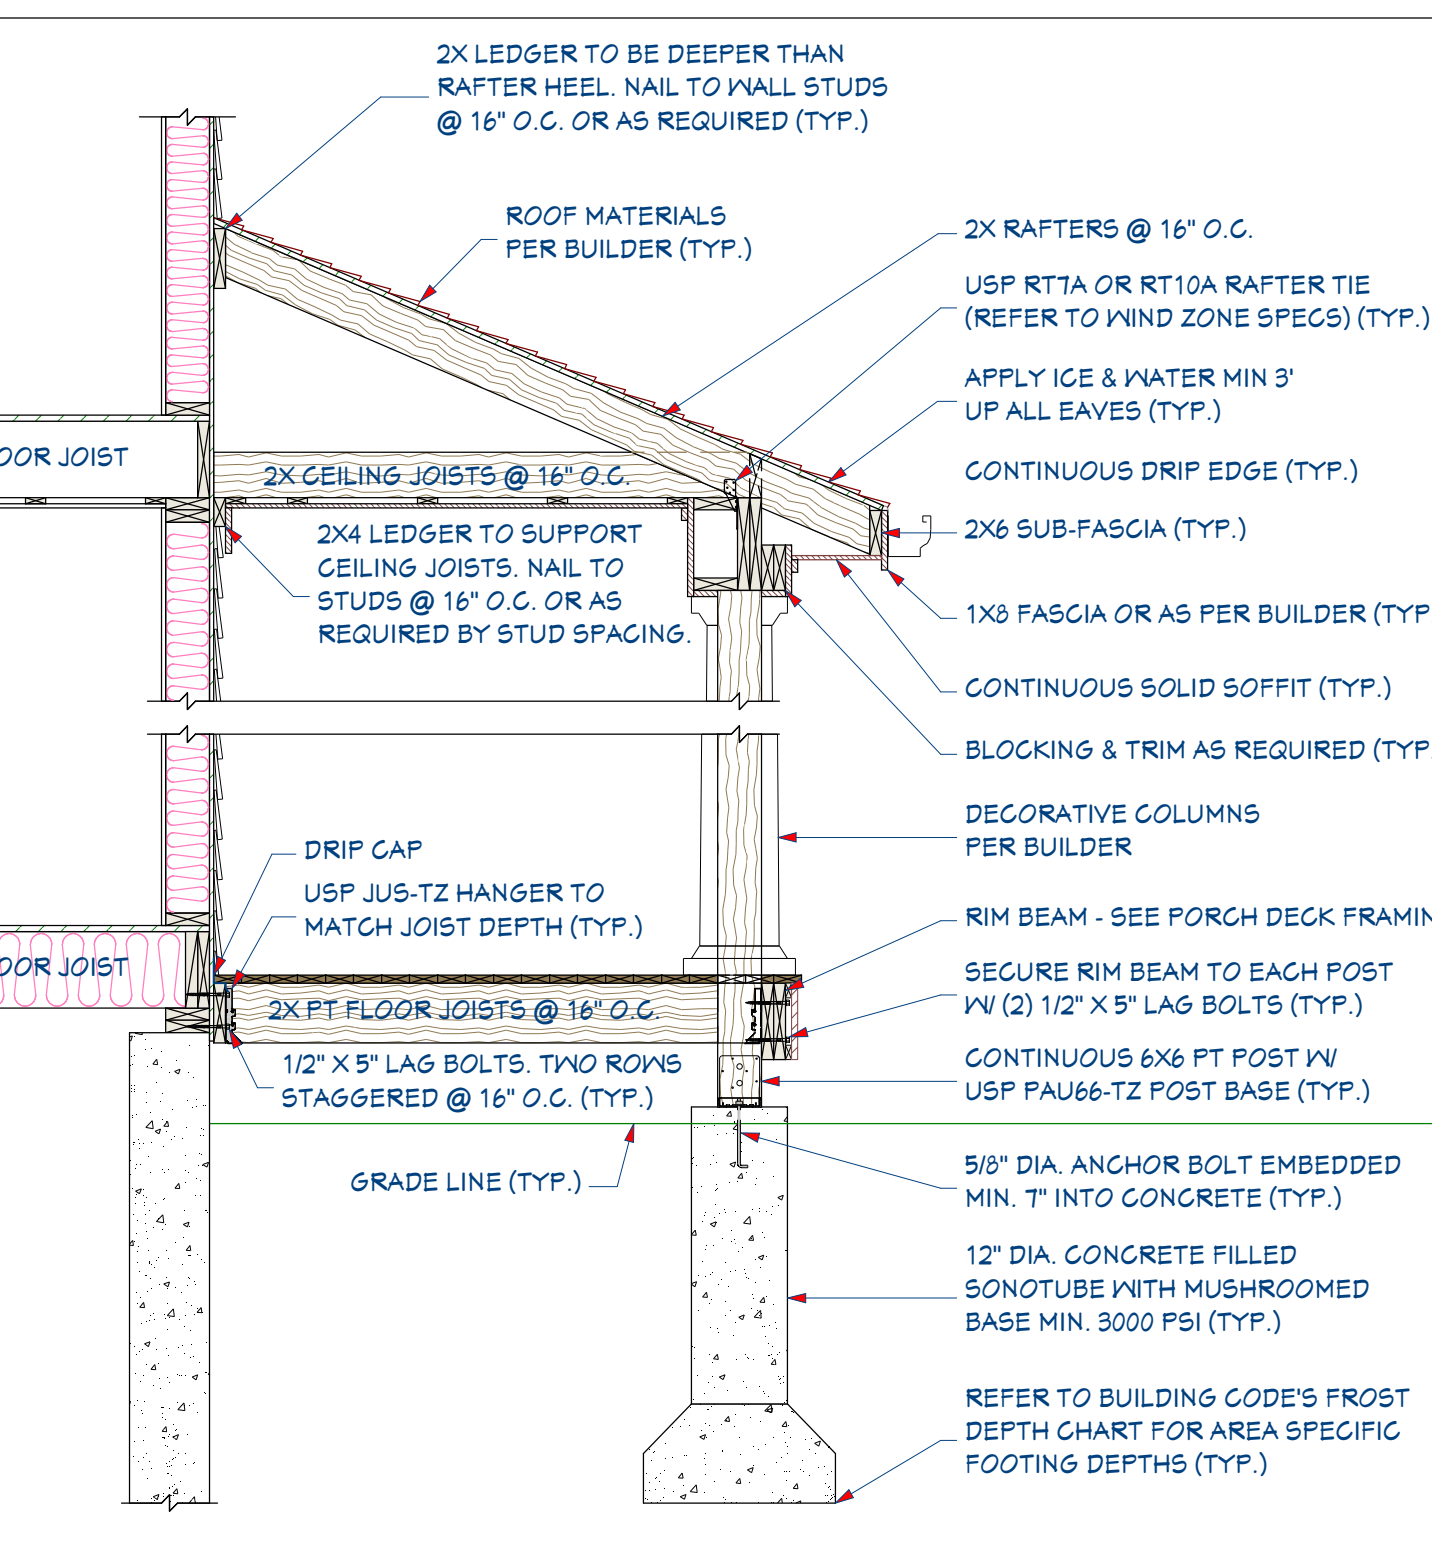 2X LEDGER TO BE DEEPER THAN
RAFTER HEEL. NAIL TO WALL STUDS
@ 16" O.C. OR AS REQUIRED (TYP.)
ROOF MATERIALS
PER BUILDER (TYP.)
2X RAFTERS @ 16" O.C.
USP RT7A OR RT10A RAFTER TIE
(REFER TO WIND ZONE SPECS) (TYP.)
APPLY ICE & WATER MIN 3'
UP ALL EAVES (TYP.)
CONTINUOUS DRIP EDGE (TYP.)
OOR JOIST
2X CEILING JOISTS @ 16" O.C.
2X4 LEDGER TO SUPPORT
CEILING JOISTS. NAIL TO
STUDS @ 16" O.C. OR AS
REQUIRED BY STUD SPACING.
2X6 SUB-FASCIA (TYP.)
1X8 FASCIA OR AS PER BUILDER (TYP
CONTINUOUS SOLID SOFFIT (TYP.)
BLOCKING & TRIM AS REQUIRED (TYP.
DECORATIVE COLUMNS
PER BUILDER
DRIP CAP
USP JUS-TZ HANGER TO
MATCH JOIST DEPTH (TYP.)
RIM BEAM - SEE PORCH DECK FRAMIN
OOR JOIST
2X PT FLOOR JOISTS @ 16" O.C.
SECURE RIM BEAM TO EACH POST
W/ (2) 1/2" X 5" LAG BOLTS (TYP.)
1/2" X 5" LAG BOLTS. TWO ROWS
STAGGERED @ 16" O.C. (TYP.)
CONTINUOUS 6X6 PT POST W/
USP PAU66-TZ POST BASE (TYP.)
GRADE LINE (TYP.)
5/8" DIA. ANCHOR BOLT EMBEDDED
MIN. 7" INTO CONCRETE (TYP.)
12" DIA. CONCRETE FILLED
SONOTUBE WITH MUSHROOMED
BASE MIN. 3000 PSI (TYP.)
REFER TO BUILDING CODE'S FROST
DEPTH CHART FOR AREA SPECIFIC
FOOTING DEPTHS (TYP.)